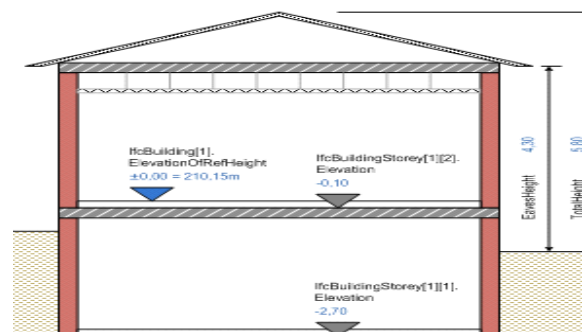 IfcBuilding[1].
ElevationOfRefHeight
±0,00 = 210,15m
IfcBuildingStorey[1][2].
Elevation
-0,10
IfcBuildingStorey[1][1].
Elevation
-2,70
EavesHeight 4,30
TotalHeight 5,80